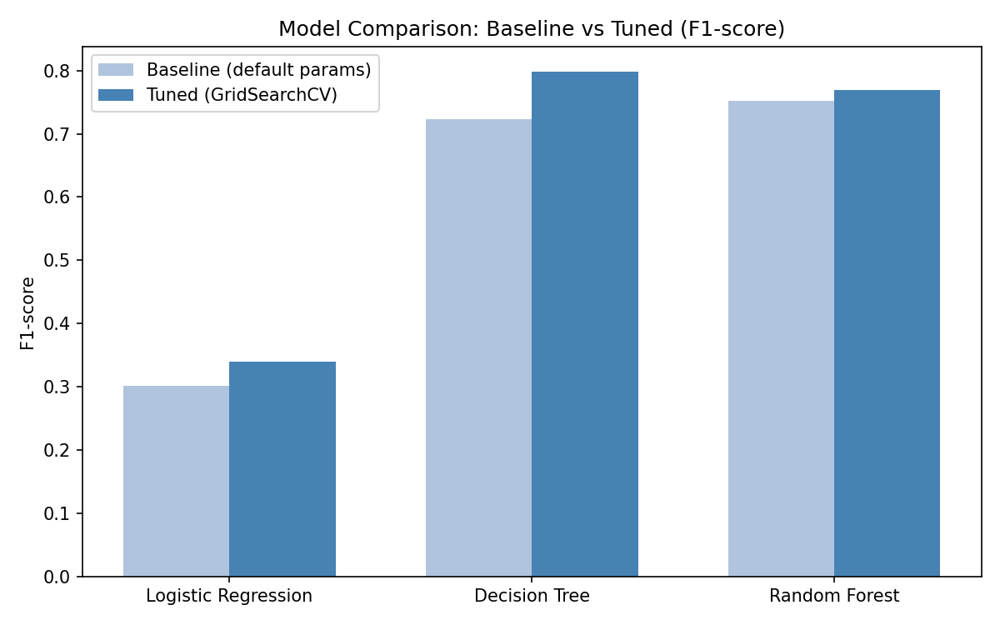 Model Comparison: Baseline vs Tuned (F1-score)
Baseline (default params)
Tuned (GridSearchCV)
F1-score
0.8
0.7
0.6
0.5
0.4
0.3
0.2
0.1
0.0
Logistic Regression
Decision Tree
Random Forest